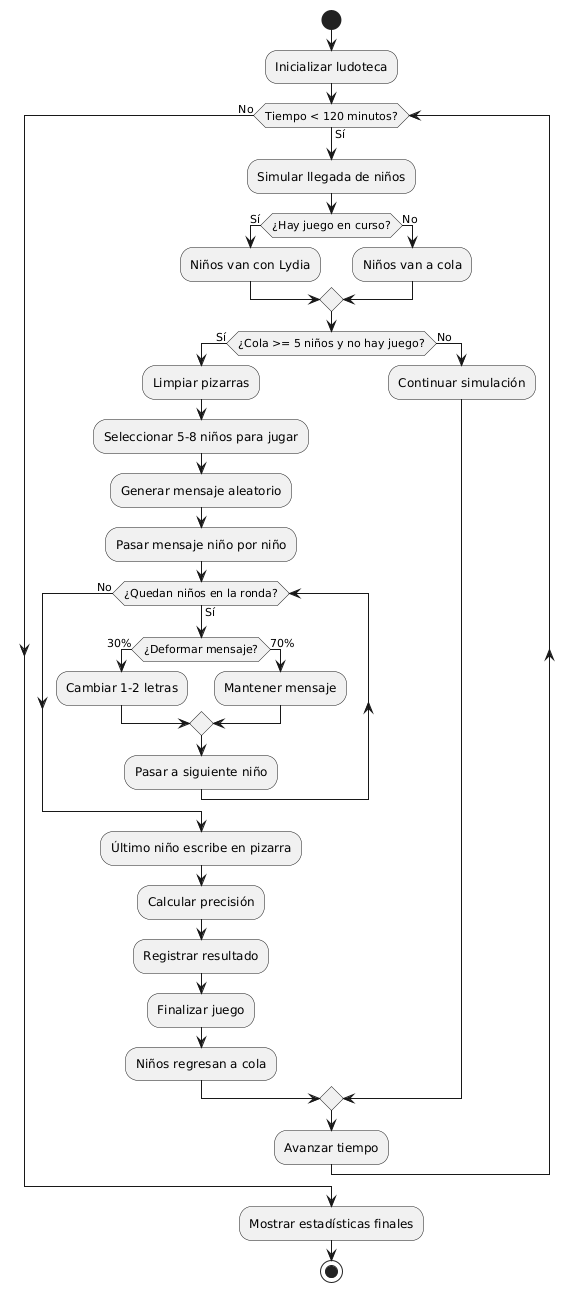 Inicializar ludoteca
No
Tiempo < 120 minutos?
Sí
Simular llegada de niños
Sí
¿Hay juego en curso?
No
Niños van con Lydia
Niños van a cola
Sí
¿Cola >= 5 niños y no hay juego?
No
Limpiar pizarras
Continuar simulación
Seleccionar 5-8 niños para jugar
Generar mensaje aleatorio
Pasar mensaje niño por niño
No
¿Quedan niños en la ronda?
Sí
30%
¿Deformar mensaje?
70%
Cambiar 1-2 letras
Mantener mensaje
Pasar a siguiente niño
Último niño escribe en pizarra
Calcular precisión
Registrar resultado
Finalizar juego
Niños regresan a cola
Avanzar tiempo
Mostrar estadísticas finales